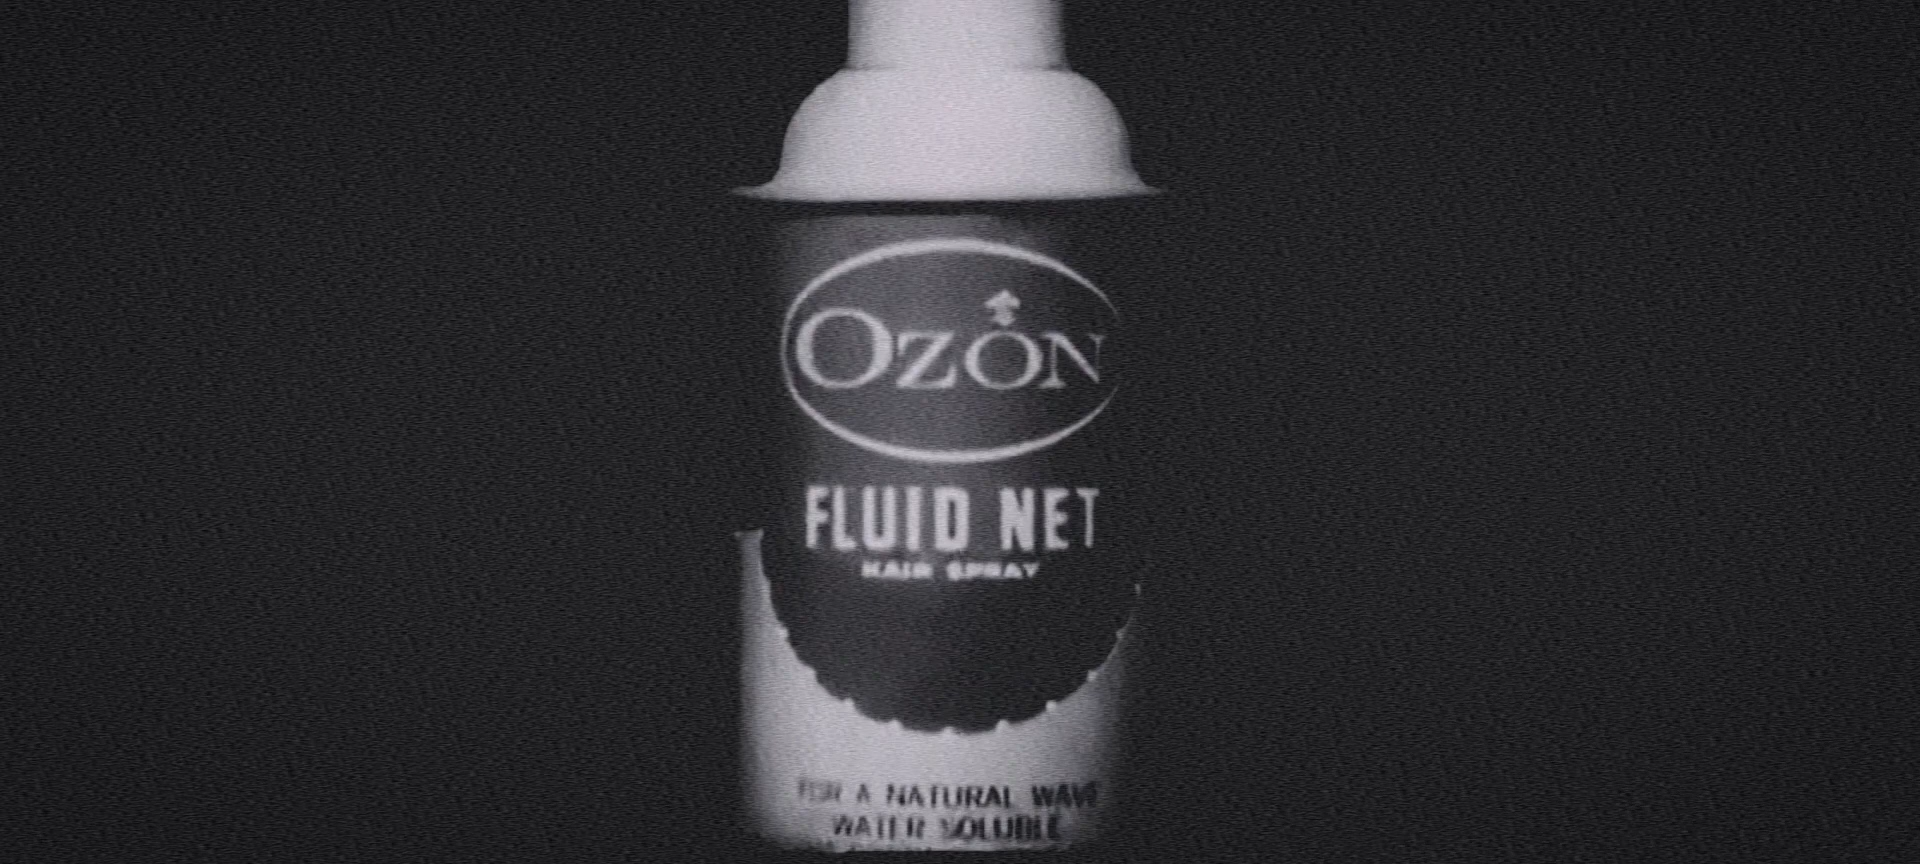 OZON
FLUID NET
HAIR SPRAY
FOR A NATURAL WAVE
WATER SOLUBLE